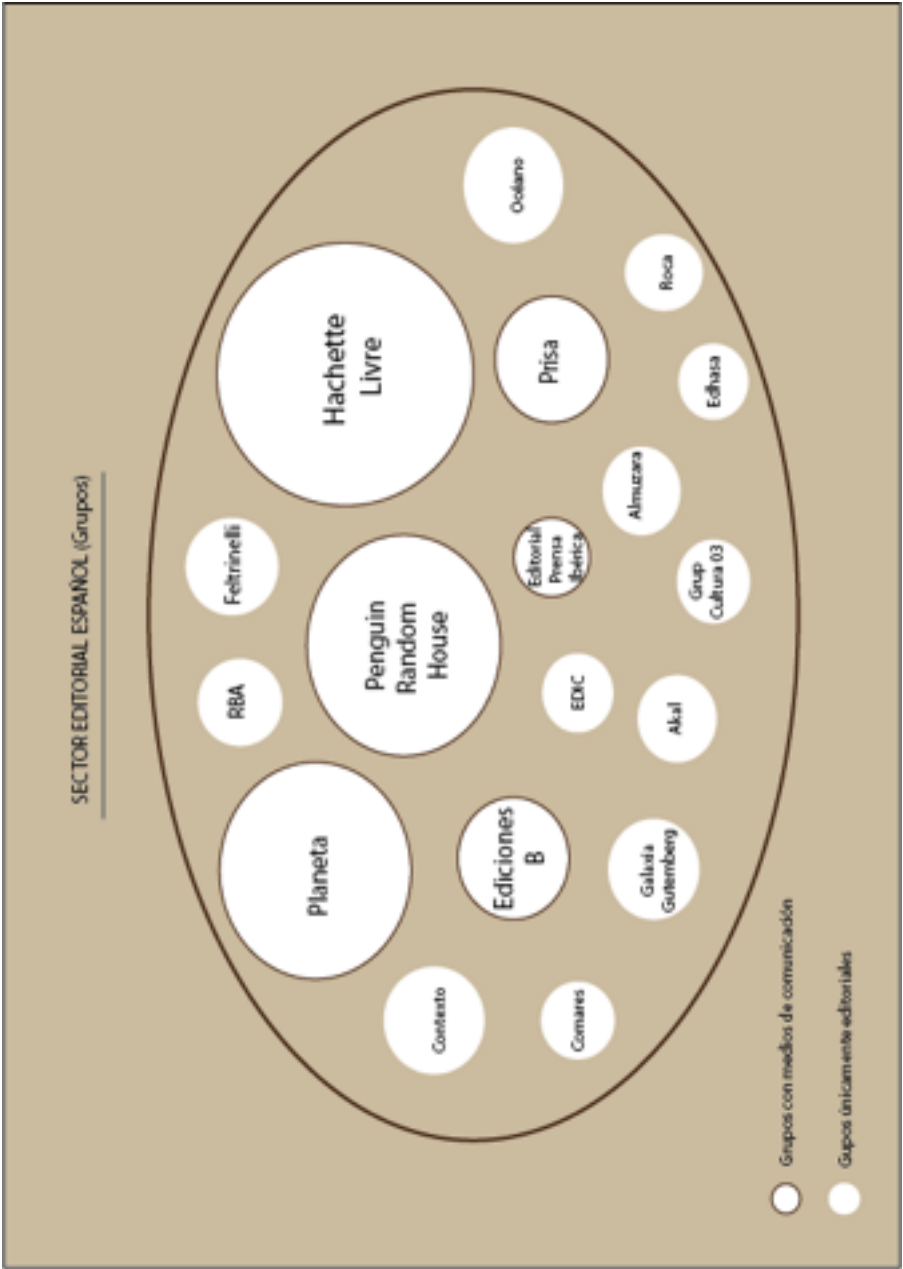 SECTOR EDITORIAL ESPAÑOL (Grupos)
Planeta
RBA
Feltrinelli
Hachette
Livre
Penguin
Random
House
Contexto
Ediciones
B
Editorial
Prensa
Ibérica
Prisa
Océano
Comares
EDIC
Almuzara
Roca
Galaxia
Gutemberg
Akal
Grup
Cultura 03
Edhasa
Grupos con medios de comunicación
Gupos únicamente editoriales